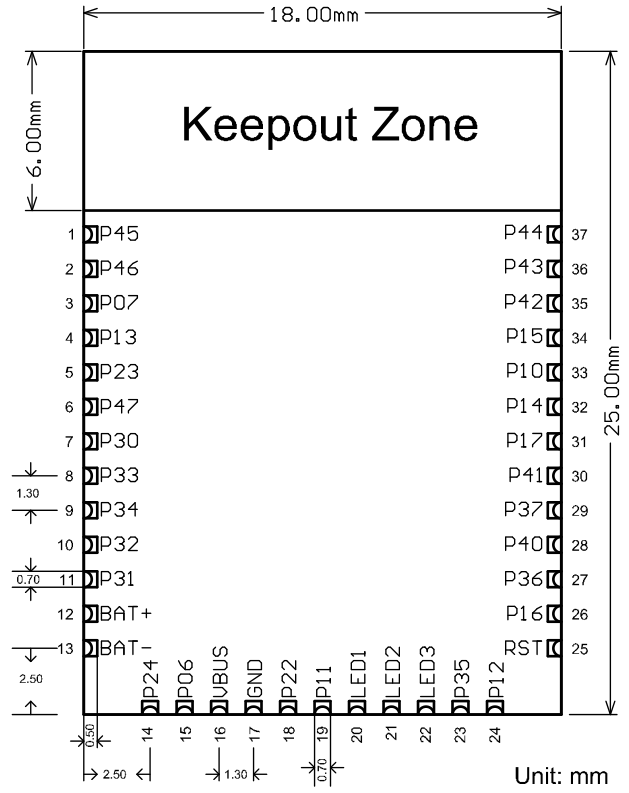 18.00mm
6.00mm
Keepout Zone
25.00mm
1 P45 P44 37
2 P46 P43 36
3 P07 P42 35
4 P13 P15 34
5 P23 P10 33
6 P47 P14 32
7 P30 P17 31
8 P33 P41 30
1.30
9 P34 P37 29
10 P32 P40 28
0.70
11 P31 P36 27
12 BAT+ P16 26
13 BAT- RST 25
2.50
P24 P06 VBUS GND P22 P11 LED1 LED2 LED3 P35 P12
14 15 16 17 18 19 20 21 22 23 24
0.50
2.50
1.30
0.70
Unit: mm